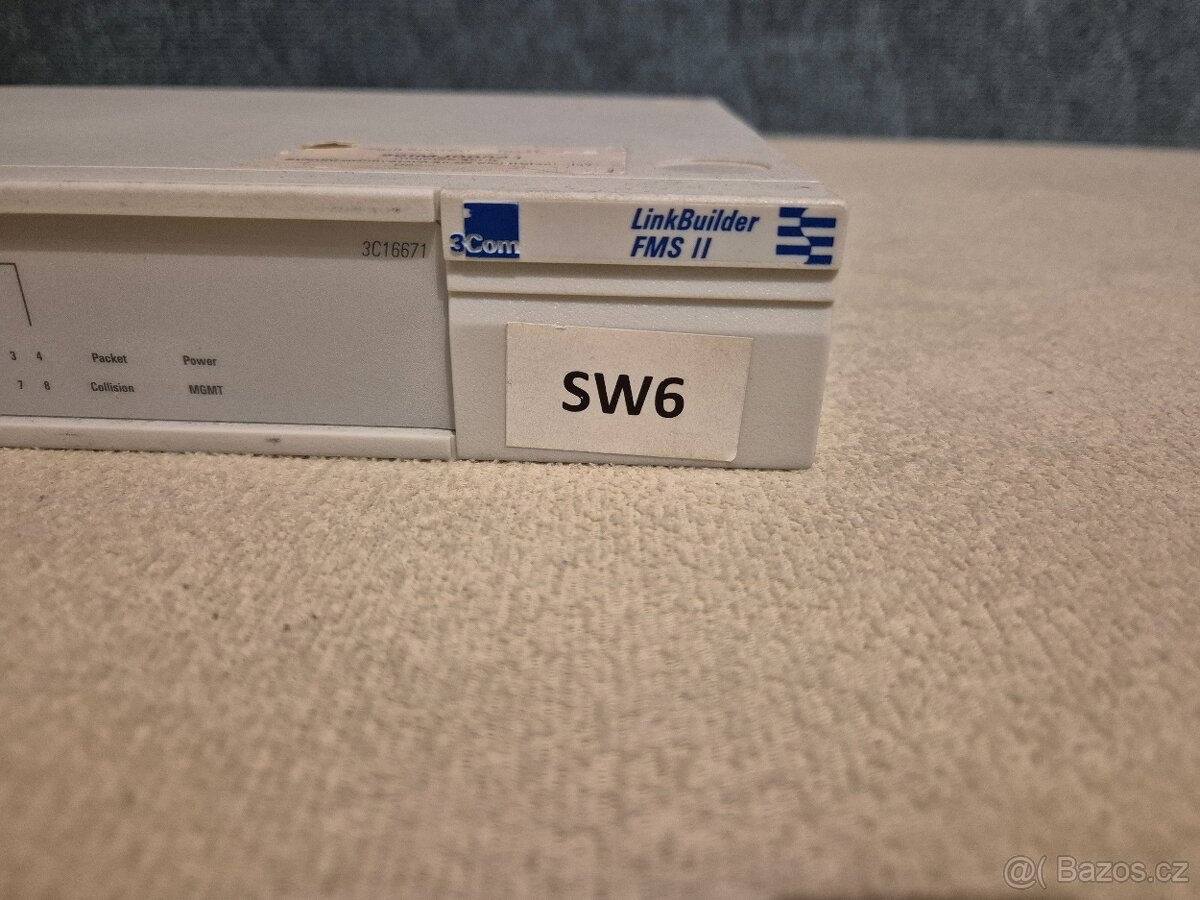 3Com
LinkBuilder
FMS II
3C16671
3 4 Packet Power
7 8 Collision MGMT
SW6
@( Bazos.cz